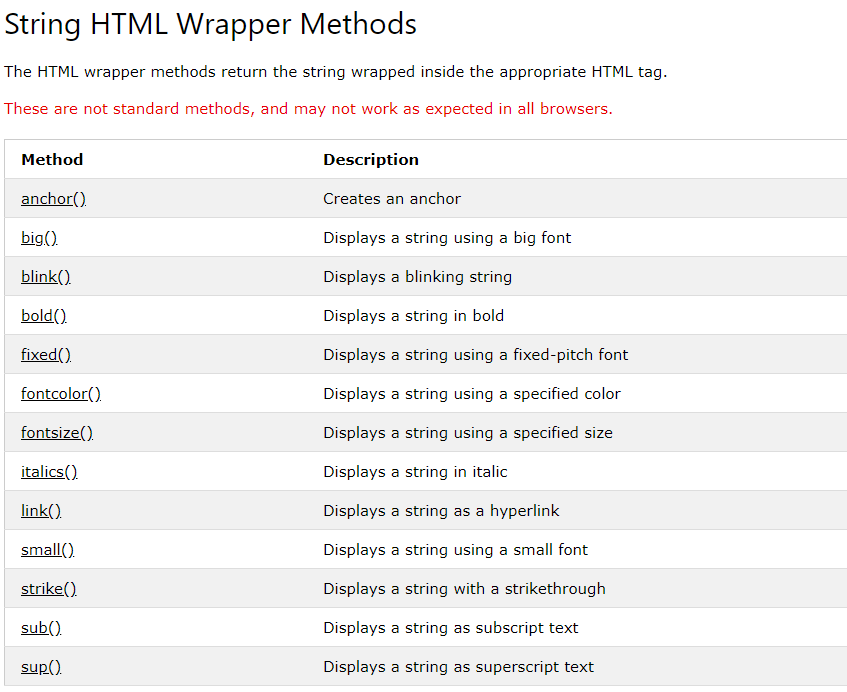 String HTML Wrapper Methods
The HTML wrapper methods return the string wrapped inside the appropriate HTML tag.
These are not standard methods, and may not work as expected in all browsers.
Method Description
anchor() Creates an anchor
big() Displays a string using a big font
blink() Displays a blinking string
bold() Displays a string in bold
fixed() Displays a string using a fixed-pitch font
fontcolor() Displays a string using a specified color
fontsize() Displays a string using a specified size
italics() Displays a string in italic
link() Displays a string as a hyperlink
small() Displays a string using a small font
strike() Displays a string with a strikethrough
sub() Displays a string as subscript text
sup() Displays a string as superscript text